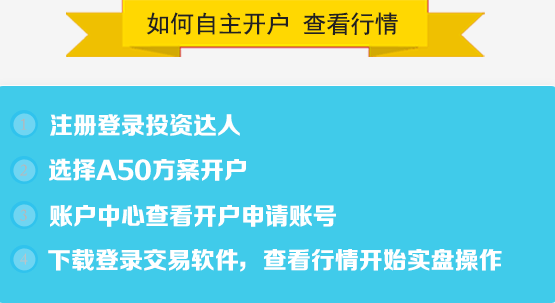 如何自主开户 查看行情
注册登录投资达人
选择A50方案开户
账户中心查看开户申请账号
下载登录交易软件，查看行情开始实盘操作